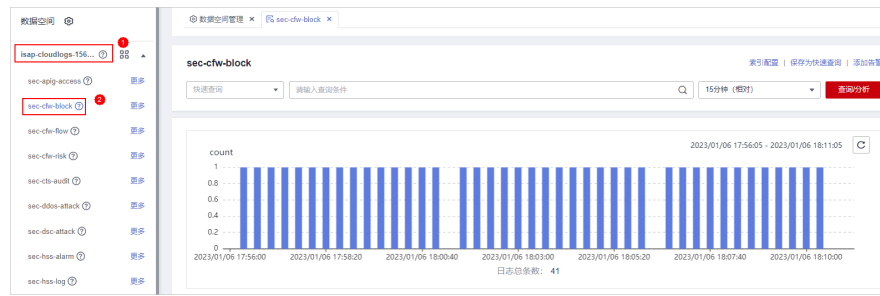 数据空间
数据空间管理 ×
sec-cfw-block ×
1
isap-cloudlogs-156...
sec-apig-access 更多
sec-cfw-block 2 更多
sec-cfw-flow 更多
sec-cfw-risk 更多
sec-cts-audit 更多
sec-ddos-attack 更多
sec-dsc-attack 更多
sec-hss-alarm 更多
sec-hss-log 更多
sec-cfw-block
索引配置 | 保存为快速查询 | 添加告警
快速查询 请输入查询条件 15分钟（相对） 查询/分析
2023/01/06 17:56:05 - 2023/01/06 18:11:05
count
1
0.8
0.6
0.4
0.2
0
2023/01/06 17:56:00 2023/01/06 17:58:20 2023/01/06 18:00:40 2023/01/06 18:03:00 2023/01/06 18:05:20 2023/01/06 18:07:40 2023/01/06 18:10:00
日志总条数： 41